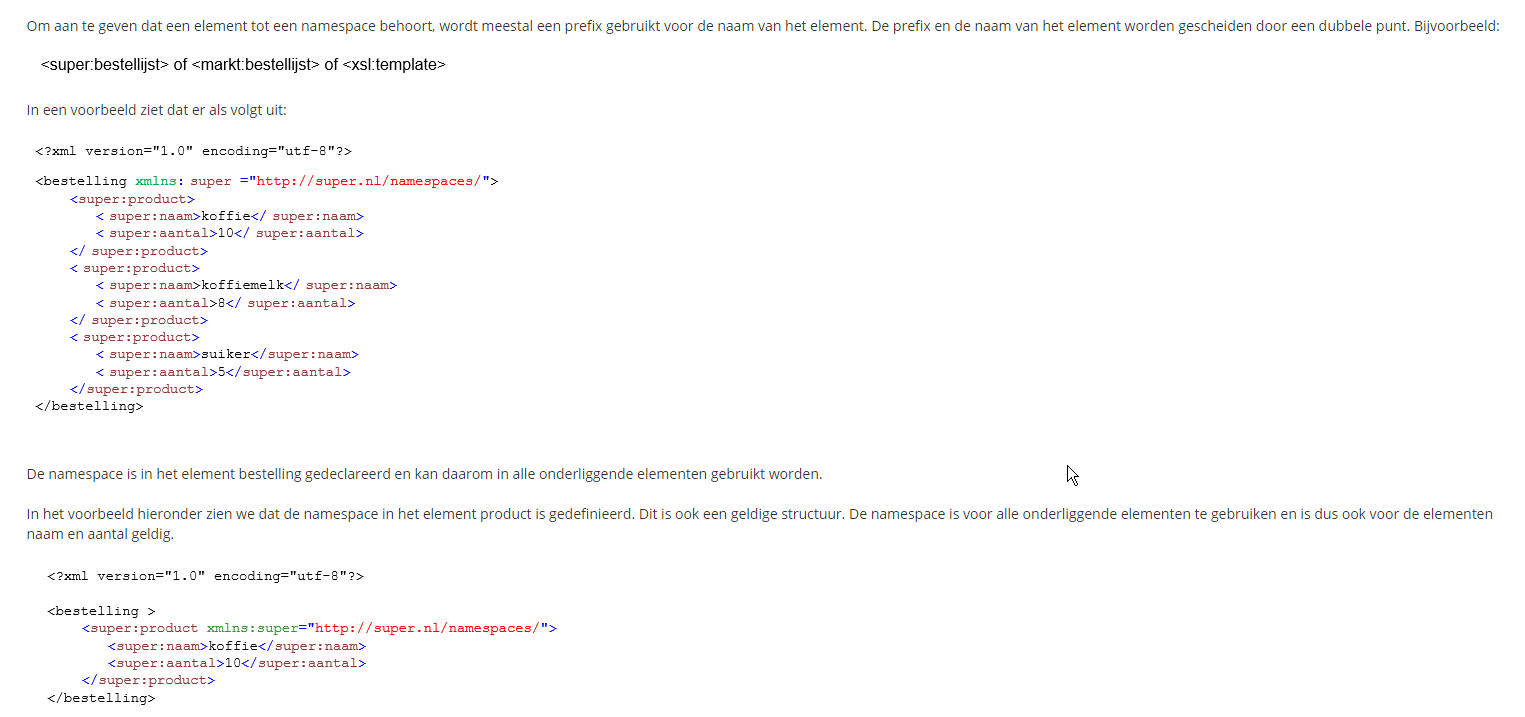 Om aan te geven dat een element tot een namespace behoort, wordt meestal een prefix gebruikt voor de naam van het element. De prefix en de naam van het element worden gescheiden door een dubbele punt. Bijvoorbeeld:
<super:bestellijst> of <markt:bestellijst> of <xsl:template>
In een voorbeeld ziet dat er als volgt uit:
<?xml version="1.0" encoding="utf-8"?>
<bestelling xmlns: super ="http://super.nl/namespaces/">
<super:product>
< super:naam>koffie</ super:naam>
< super:aantal>10</ super:aantal>
</ super:product>
< super:product>
< super:naam>koffiemelk</ super:naam>
< super:aantal>8</ super:aantal>
</ super:product>
< super:product>
< super:naam>suiker</super:naam>
< super:aantal>5</super:aantal>
</super:product>
</bestelling>
De namespace is in het element bestelling gedeclareerd en kan daarom in alle onderliggende elementen gebruikt worden.
In het voorbeeld hieronder zien we dat de namespace in het element product is gedefinieerd. Dit is ook een geldige structuur. De namespace is voor alle onderliggende elementen te gebruiken en is dus ook voor de elementen
naam en aantal geldig.
<?xml version="1.0" encoding="utf-8"?>
<bestelling >
<super:product xmlns:super="http://super.nl/namespaces/">
<super:naam>koffie</super:naam>
<super:aantal>10</super:aantal>
</super:product>
</bestelling>